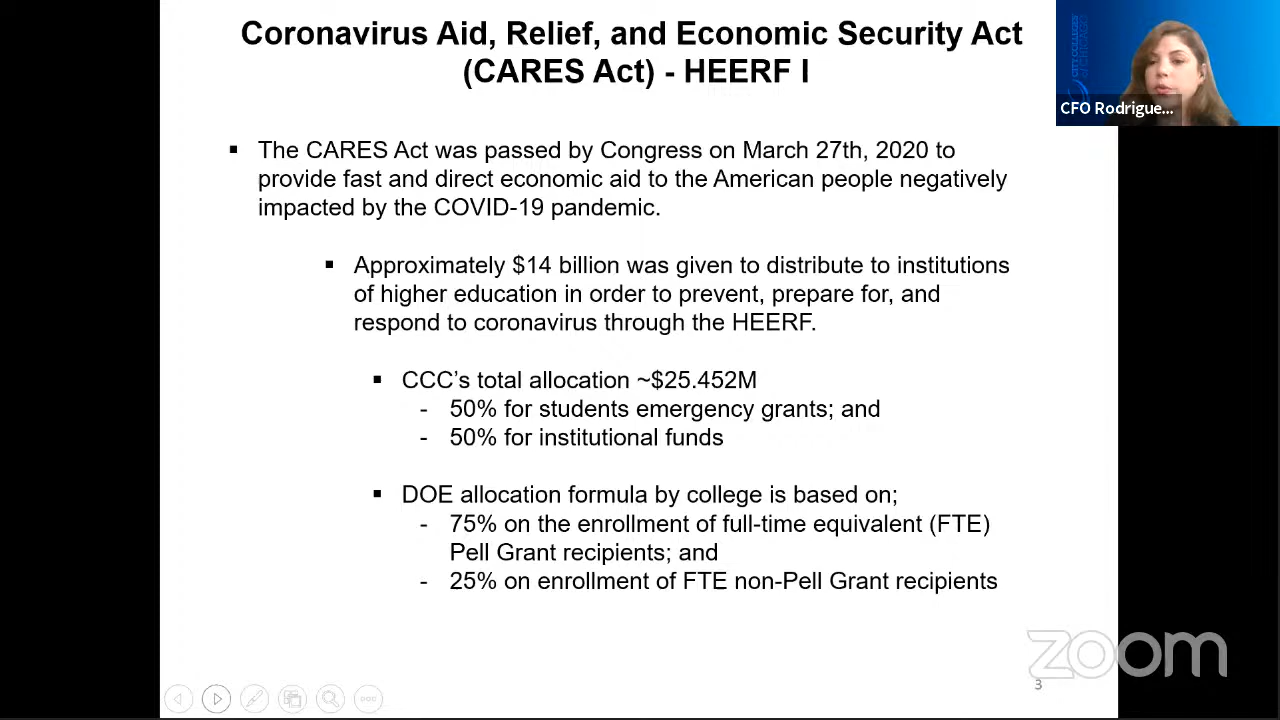 Coronavirus Aid, Relief, and Economic Security Act
(CARES Act) - HEERF I
CITY COLLEGES
of CHICAGO
CFO Rodrigue...
▪ The CARES Act was passed by Congress on March 27th, 2020 to
provide fast and direct economic aid to the American people negatively
impacted by the COVID-19 pandemic.
▪ Approximately $14 billion was given to distribute to institutions
of higher education in order to prevent, prepare for, and
respond to coronavirus through the HEERF.
▪ CCC’s total allocation ~$25.452M
- 50% for students emergency grants; and
- 50% for institutional funds
▪ DOE allocation formula by college is based on;
- 75% on the enrollment of full-time equivalent (FTE)
Pell Grant recipients; and
- 25% on enrollment of FTE non-Pell Grant recipients
zoom
3